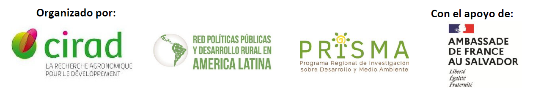 Organizado por:
Con el apoyo de:
cirad
LA RECHERCHE AGRONOMIQUE
POUR LE DÉVELOPPEMENT
RED POLÍTICAS PÚBLICAS
Y DESARROLLO RURAL EN
AMERICA LATINA
PRISMA
Programa Regional de Investigación
sobre Desarrollo y Medio Ambiente
AMBASSADE
DE FRANCE
AU SALVADOR
Liberté
Égalité
Fraternité